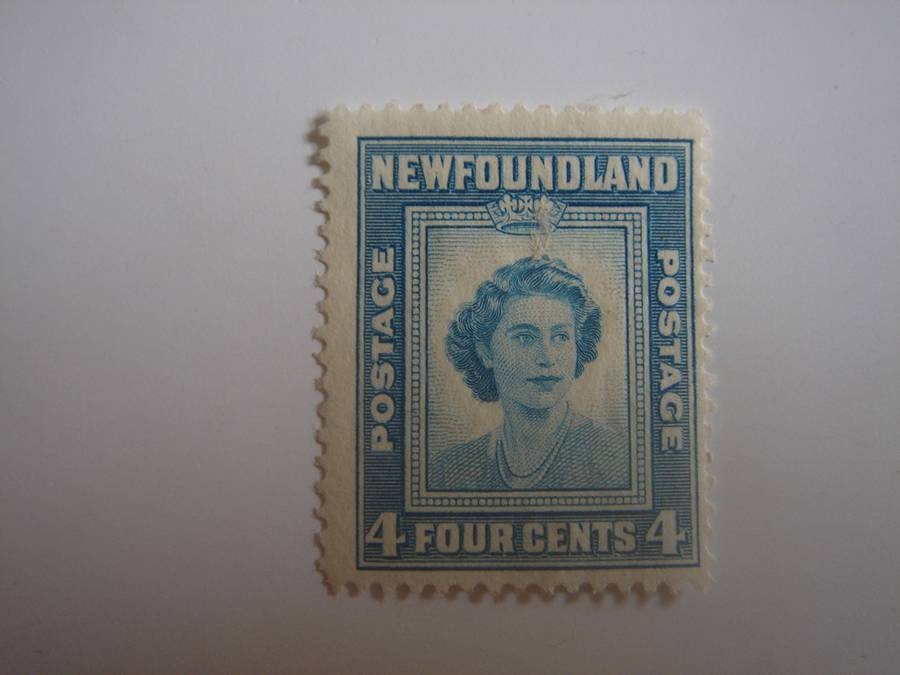 NEWFOUNDLAND
POSTAGE
POSTAGE
4 FOUR CENTS 4